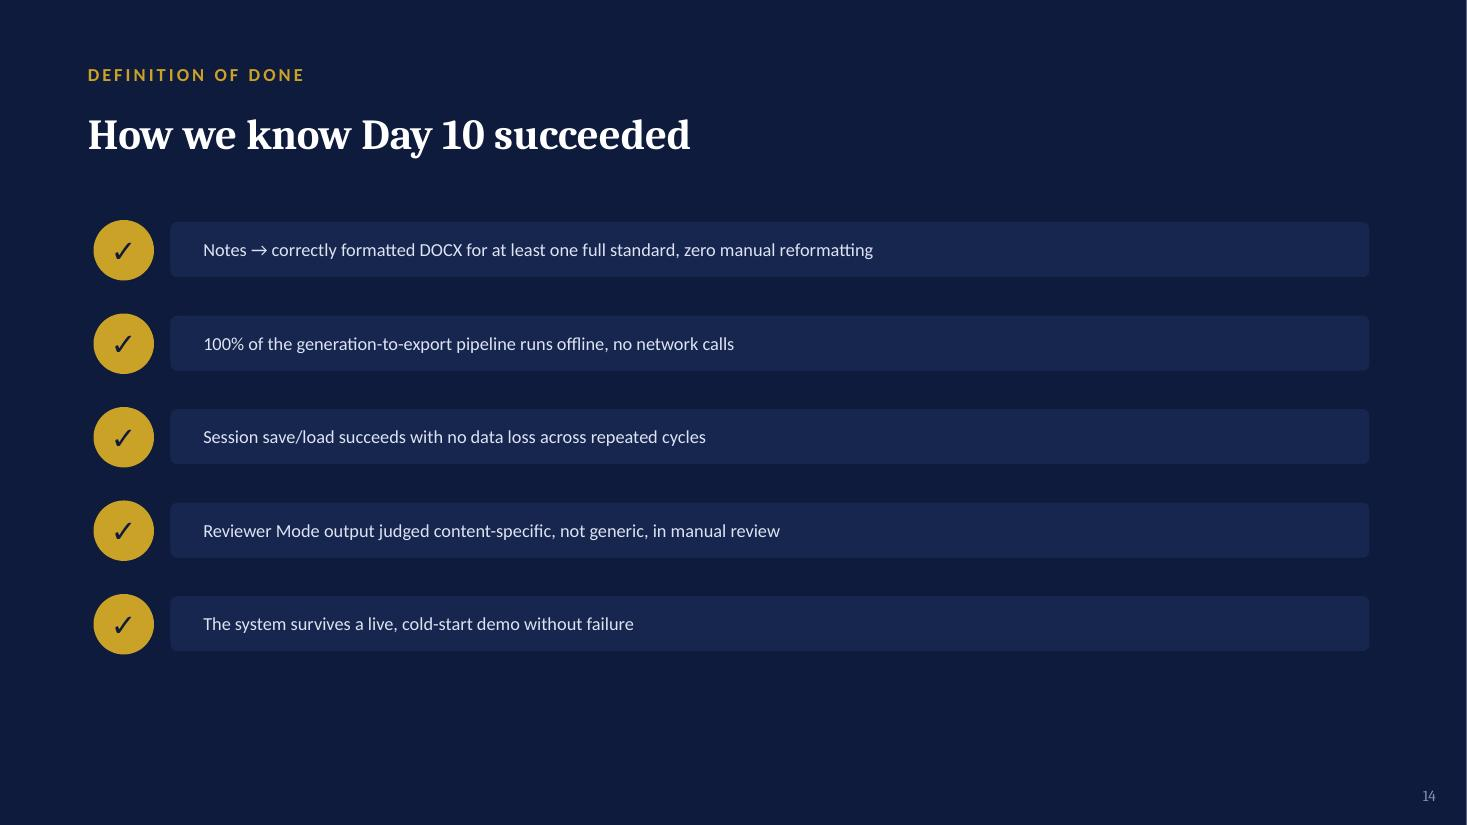 DEFINITION OF DONE
How we know Day 10 succeeded
✓ Notes → correctly formatted DOCX for at least one full standard, zero manual reformatting
✓ 100% of the generation-to-export pipeline runs offline, no network calls
✓ Session save/load succeeds with no data loss across repeated cycles
✓ Reviewer Mode output judged content-specific, not generic, in manual review
✓ The system survives a live, cold-start demo without failure
14